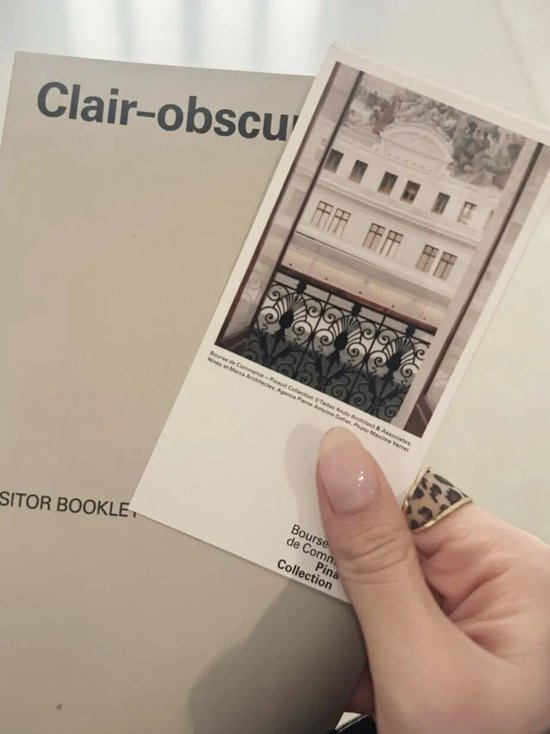 Clair-obscur
Bourse de Commerce – Pinault Collection © Tadao Ando Architect & Associates,
Niney et Marca Architectes, Agence Pierre-Antoine Gatier. Photo Maxime Verret
SITOR BOOKLET
Bourse
de Comm
Pina
Collection